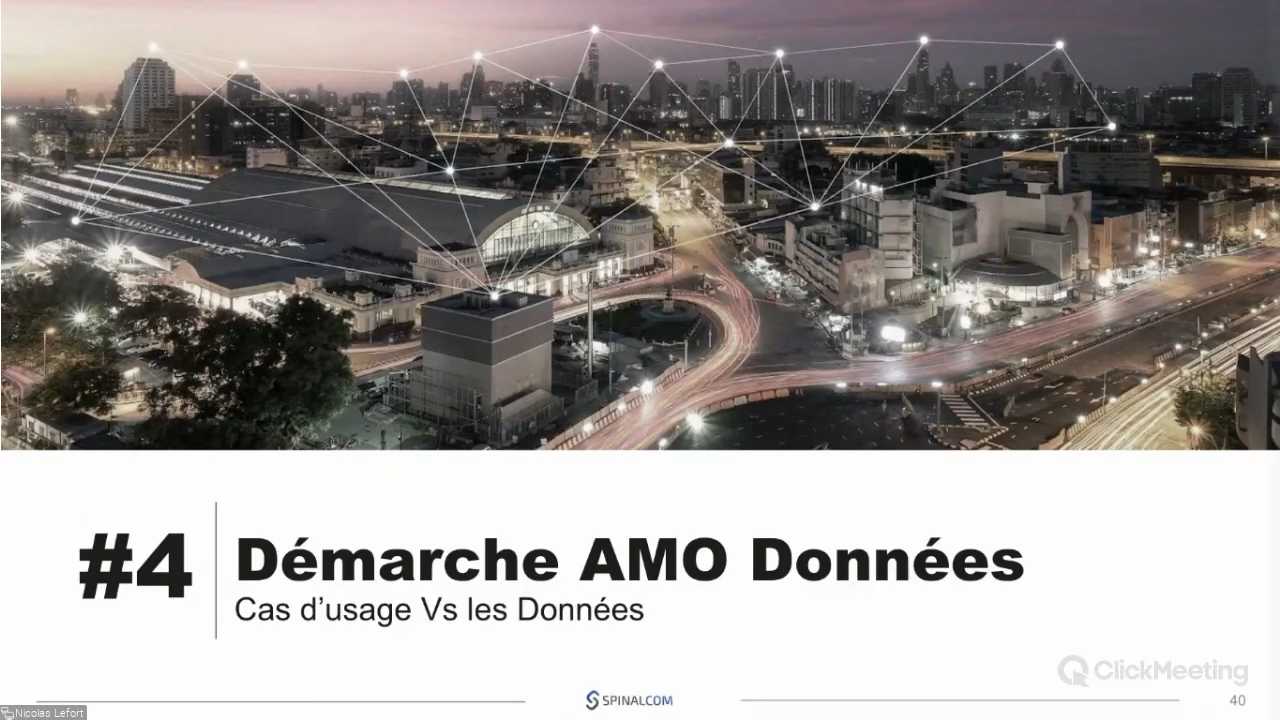 #4
Démarche AMO Données
Cas d’usage Vs les Données
ClickMeeting
SPINALCOM
40
Nicolas Lefort